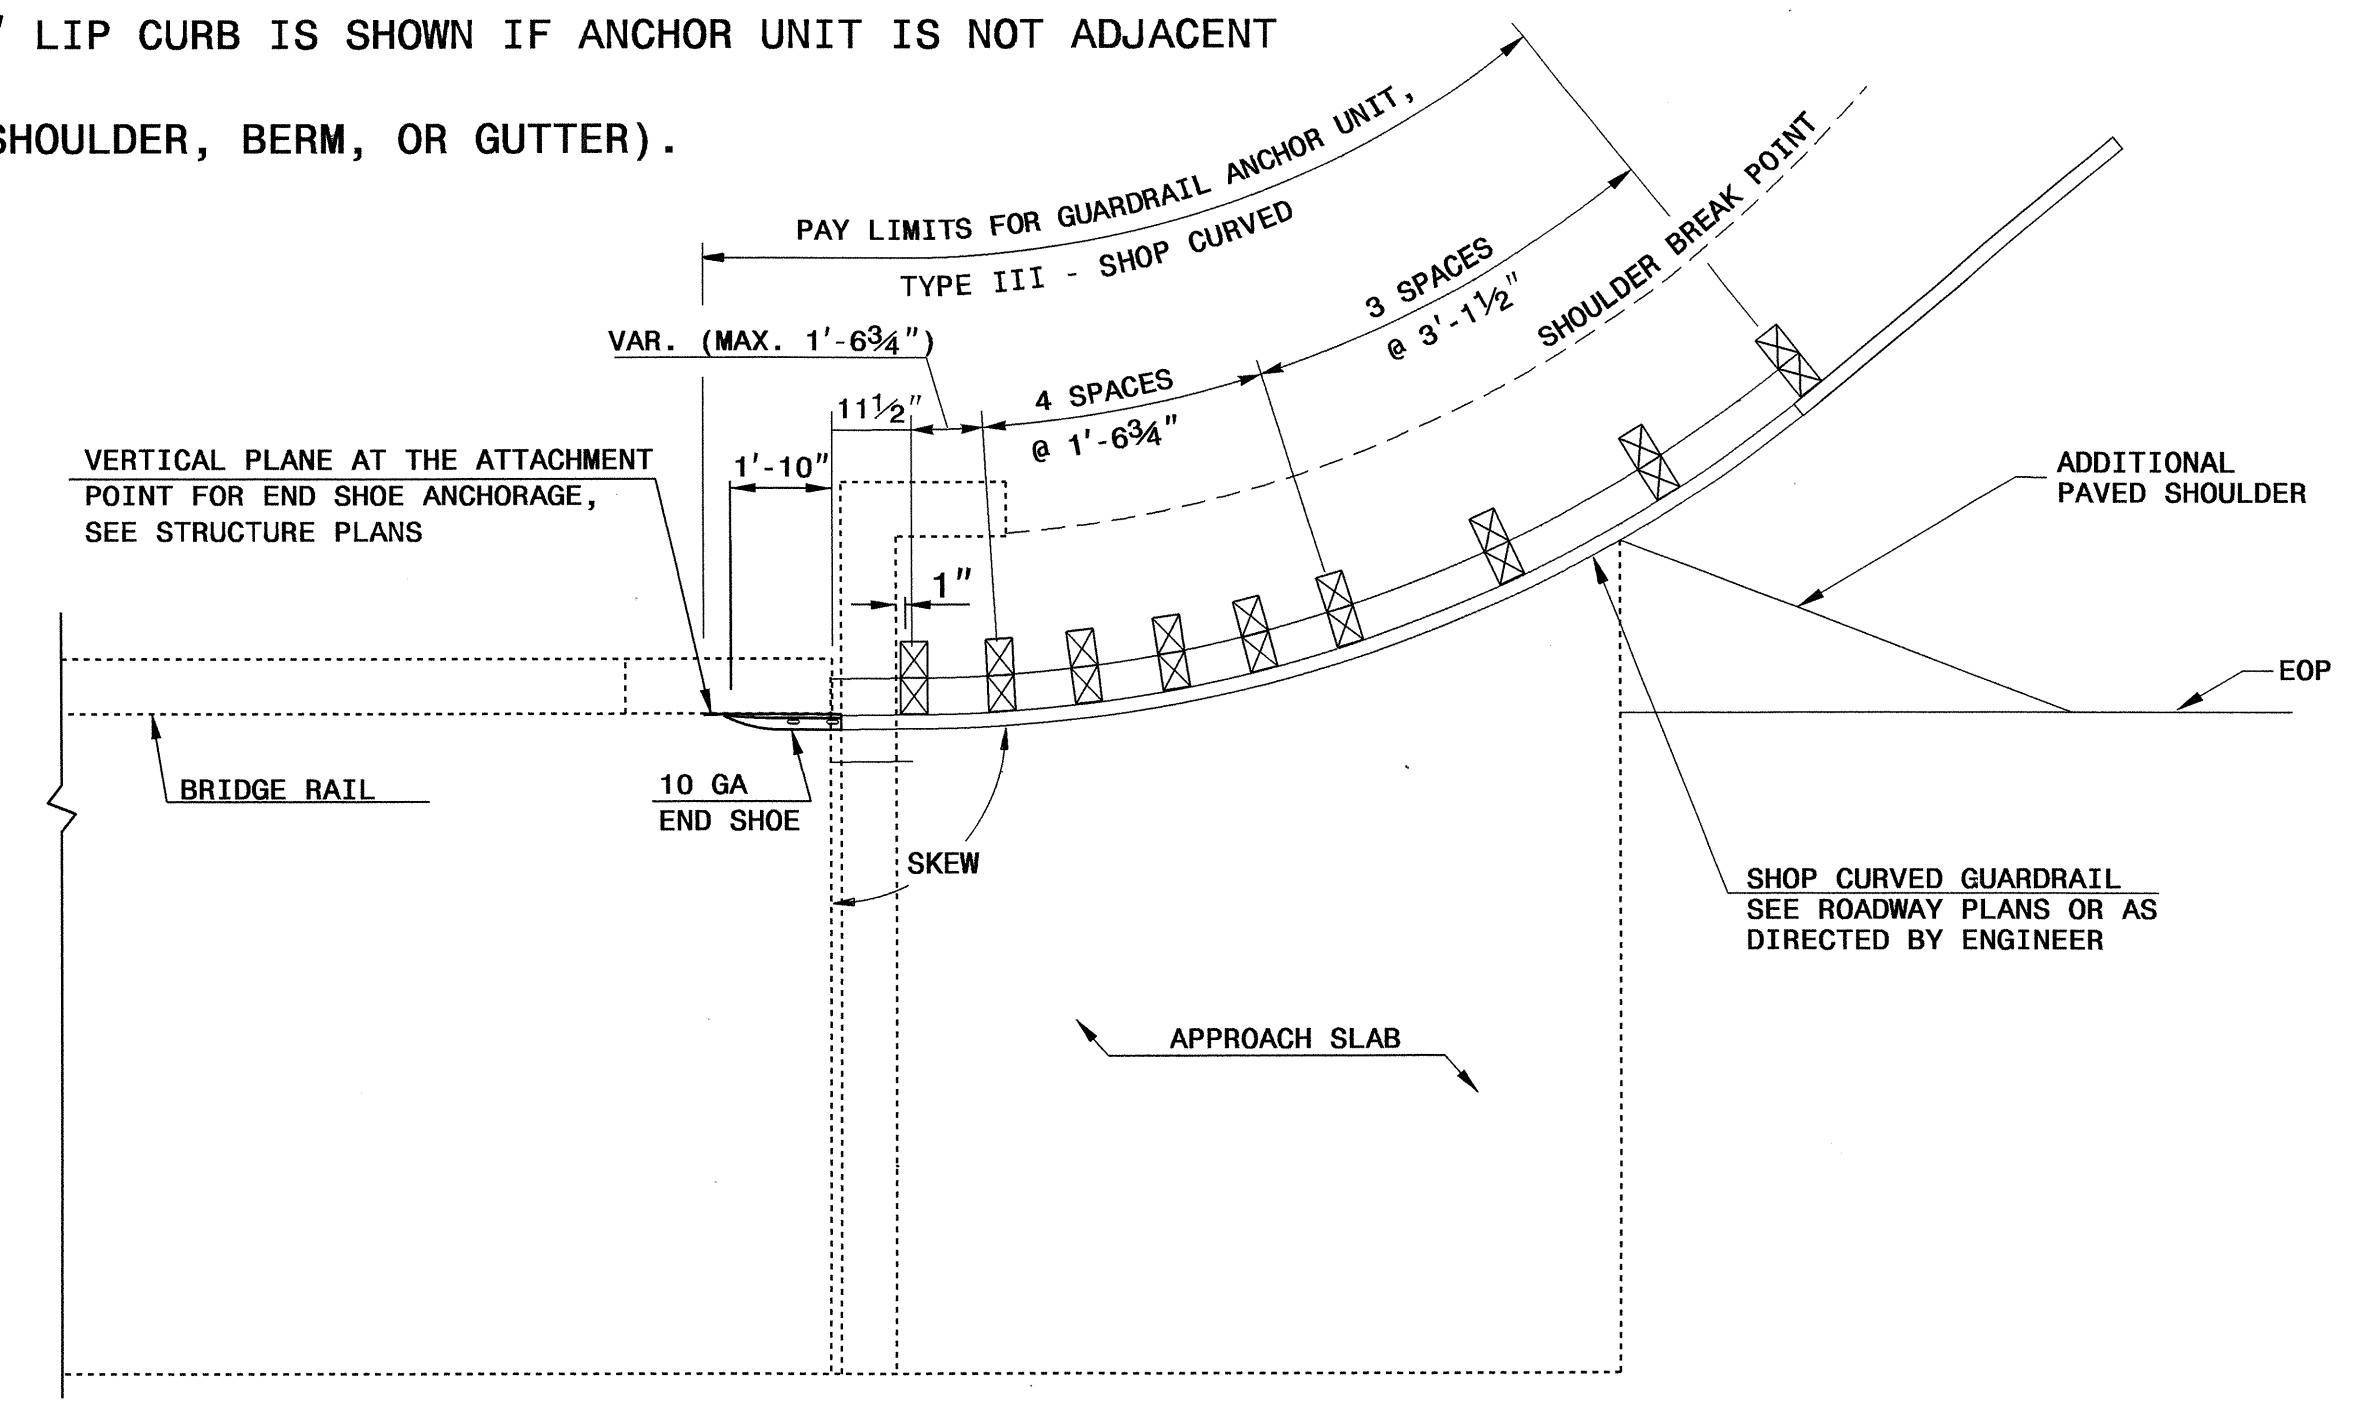 " LIP CURB IS SHOWN IF ANCHOR UNIT IS NOT ADJACENT
SHOULDER, BERM, OR GUTTER).
PAY LIMITS FOR GUARDRAIL ANCHOR UNIT,
TYPE III - SHOP CURVED
3 SPACES
@ 3'-1½"
SHOULDER BREAK POINT
VAR. (MAX. 1'-6¾")
4 SPACES
@ 1'-6¾"
11½"
1'-10"
VERTICAL PLANE AT THE ATTACHMENT
POINT FOR END SHOE ANCHORAGE,
SEE STRUCTURE PLANS
ADDITIONAL
PAVED SHOULDER
1"
EOP
BRIDGE RAIL
10 GA
END SHOE
SKEW
SHOP CURVED GUARDRAIL
SEE ROADWAY PLANS OR AS
DIRECTED BY ENGINEER
APPROACH SLAB